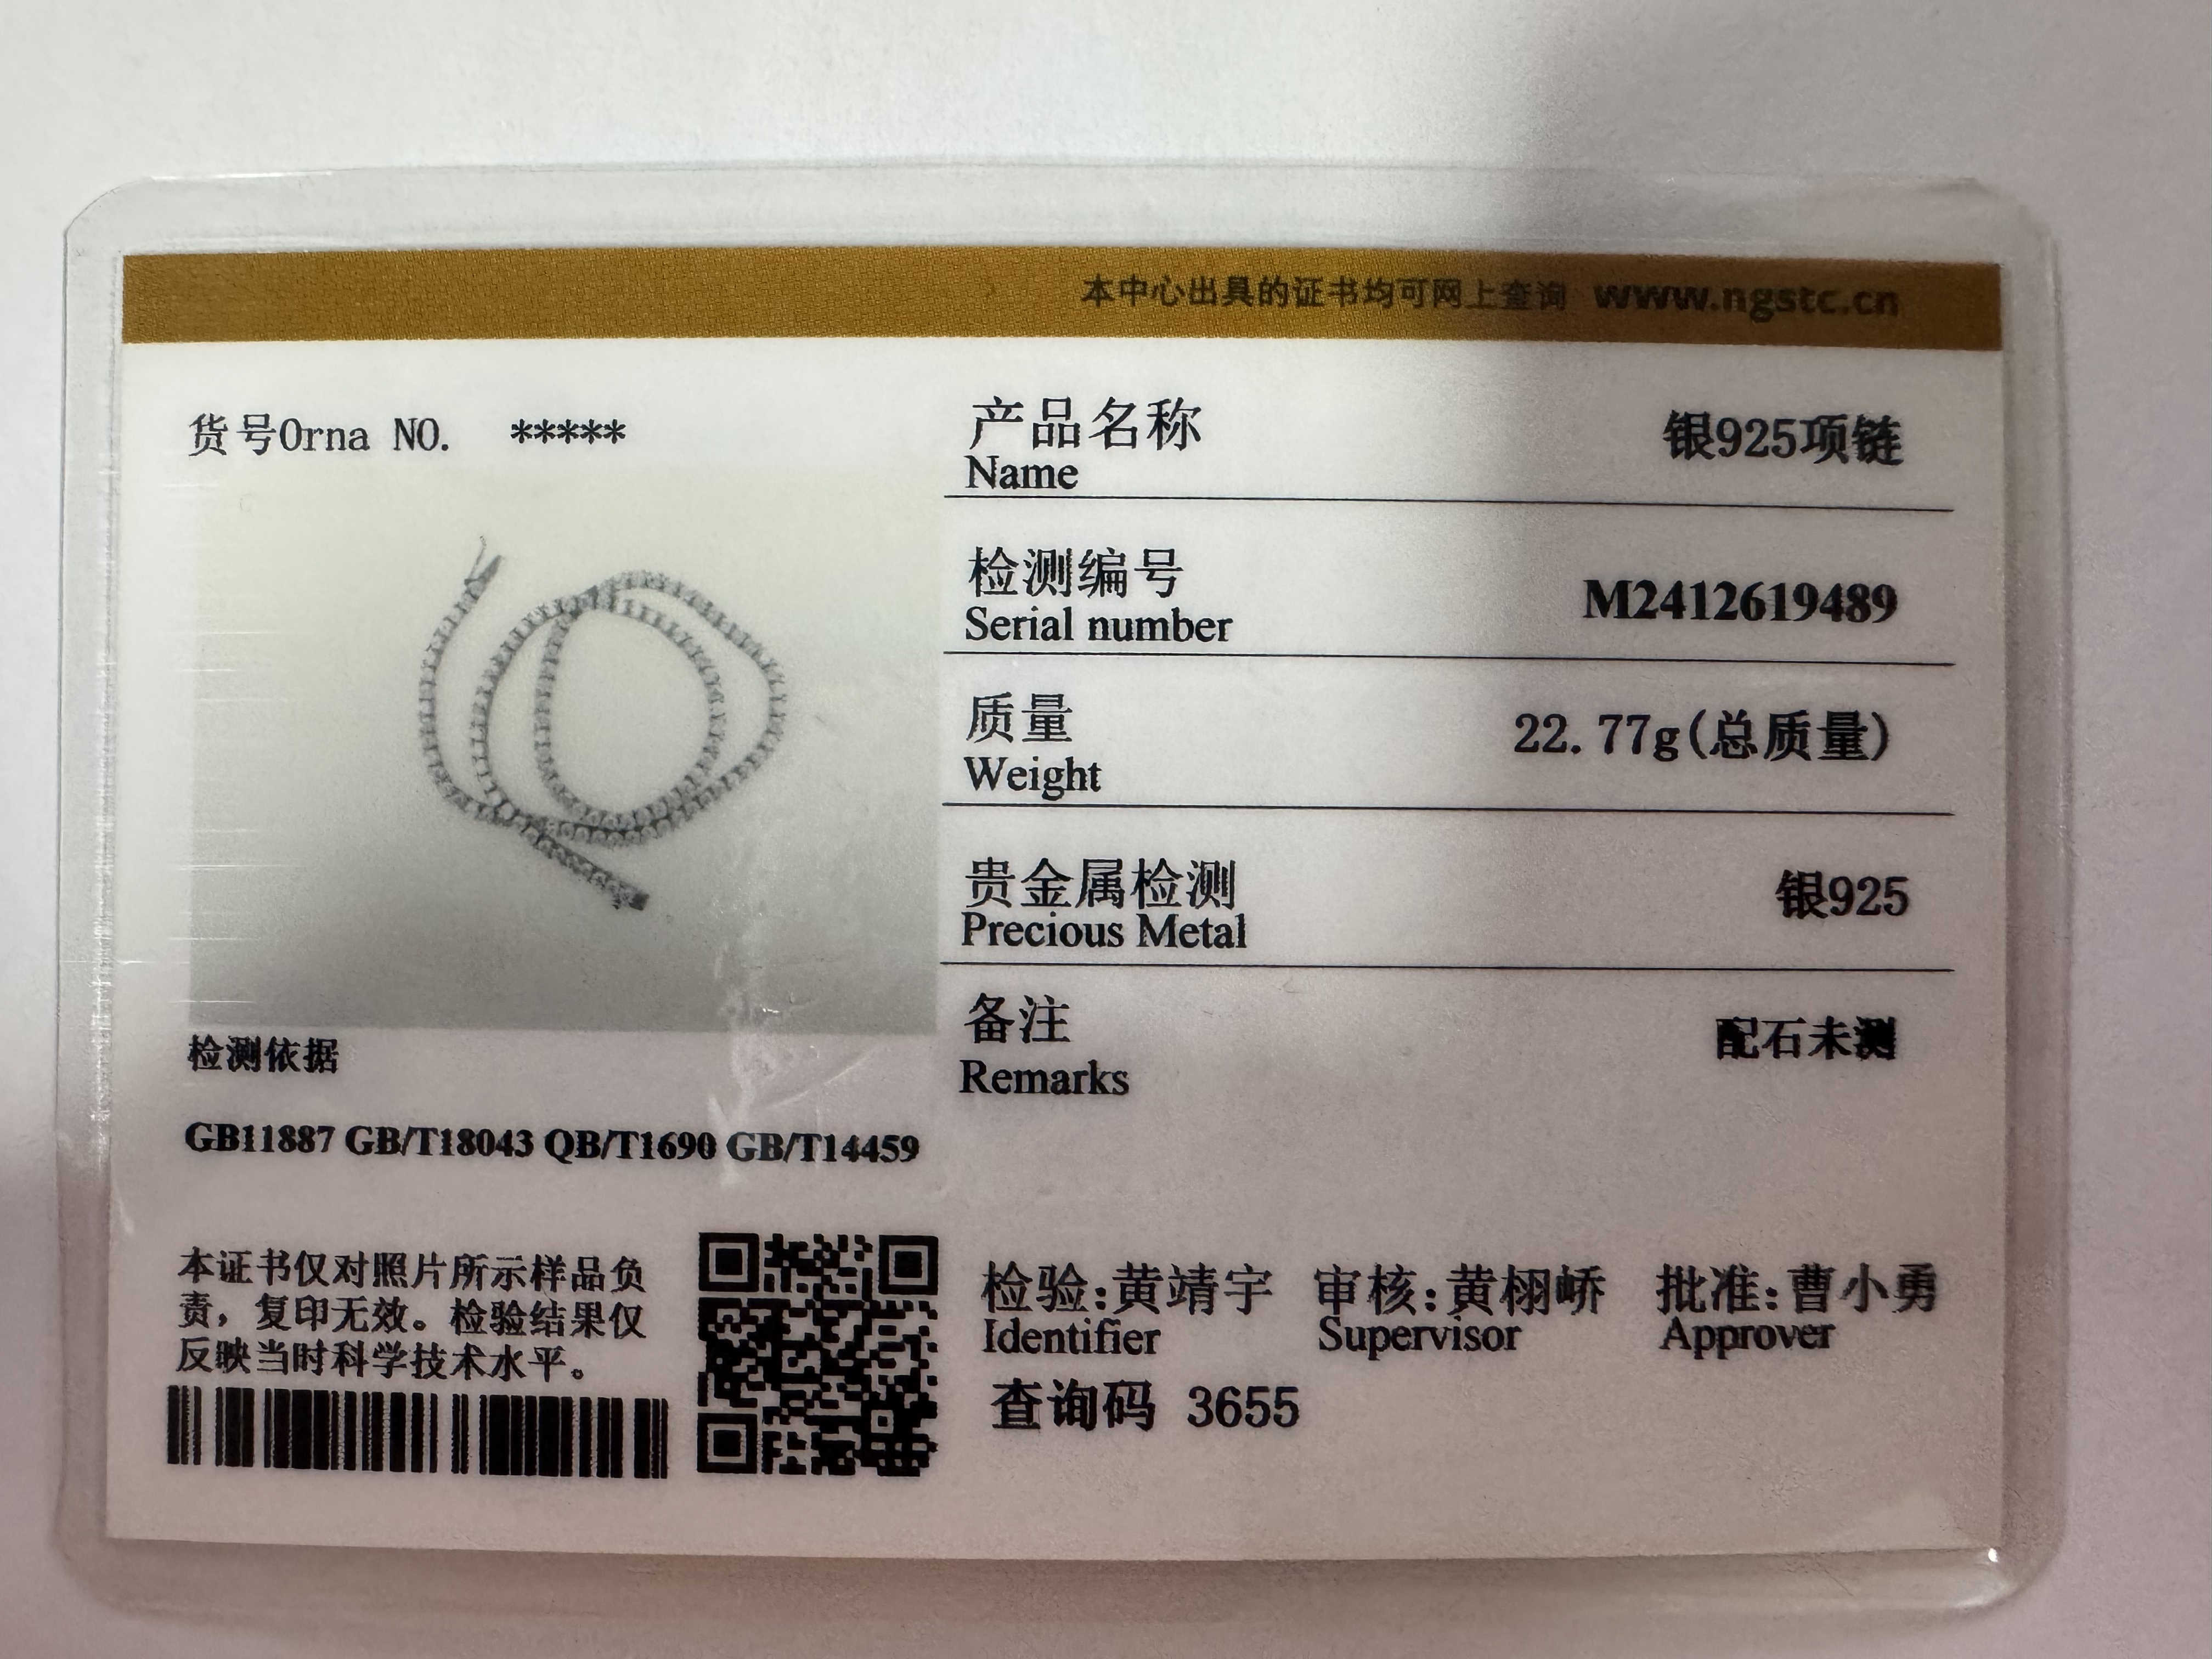 本中心出具的证书均可网上查询 www.ngstc.cn
货号Orna NO. *****
产品名称 银925项链
Name
检测编号
Serial number M2412619489
质量 22.77g(总质量)
Weight
贵金属检测 银925
Precious Metal
备注 配石未测
Remarks
检测依据
GB11887 GB/T18043 QB/T1690 GB/T14459
本证书仅对照片所示样品负
责，复印无效。检验结果仅
反映当时科学技术水平。
检验:黄靖宇 审核:黄栩峤 批准:曹小勇
Identifier Supervisor Approver
查询码 3655